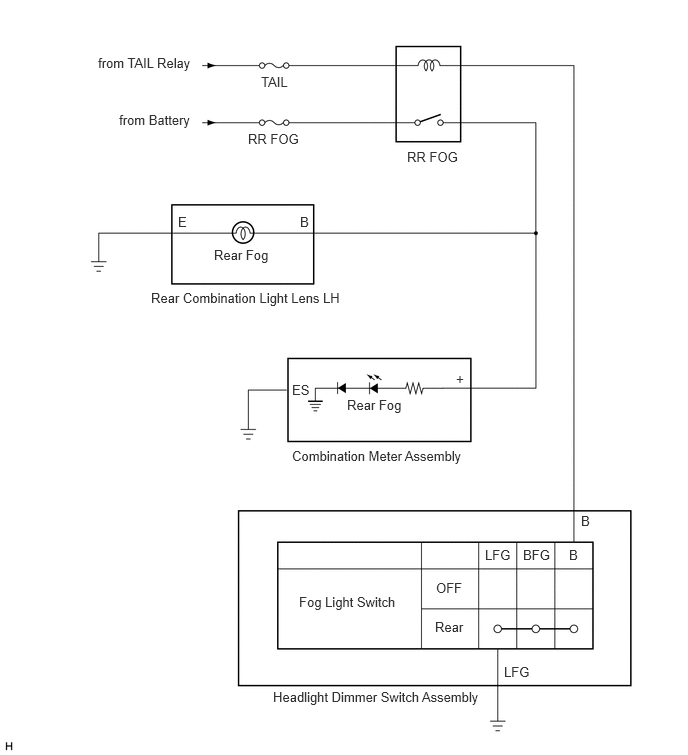 from TAIL Relay
TAIL
from Battery
RR FOG
RR FOG
E
B
Rear Fog
Rear Combination Light Lens LH
ES
+
Rear Fog
Combination Meter Assembly
B
LFG BFG B
OFF
Fog Light Switch
Rear
LFG
Headlight Dimmer Switch Assembly
H